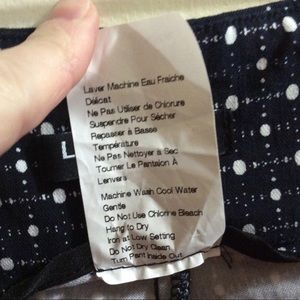 L
Laver Machine Eau Fraiche
Délicat
Ne Pas Utiliser de Chlorure
Suspendre Pour Sécher
Repasser à Basse
Température
Ne Pas Nettoyer à Sec
Tourner Le Pantaion À
Lenvers
Machine Wash Cool Water
Gentle
Do Not Use Chlorine Bleach
Hang to Dry
Iron at Low Setting
Do Not Dry Clean
Turn Pant Inside Out